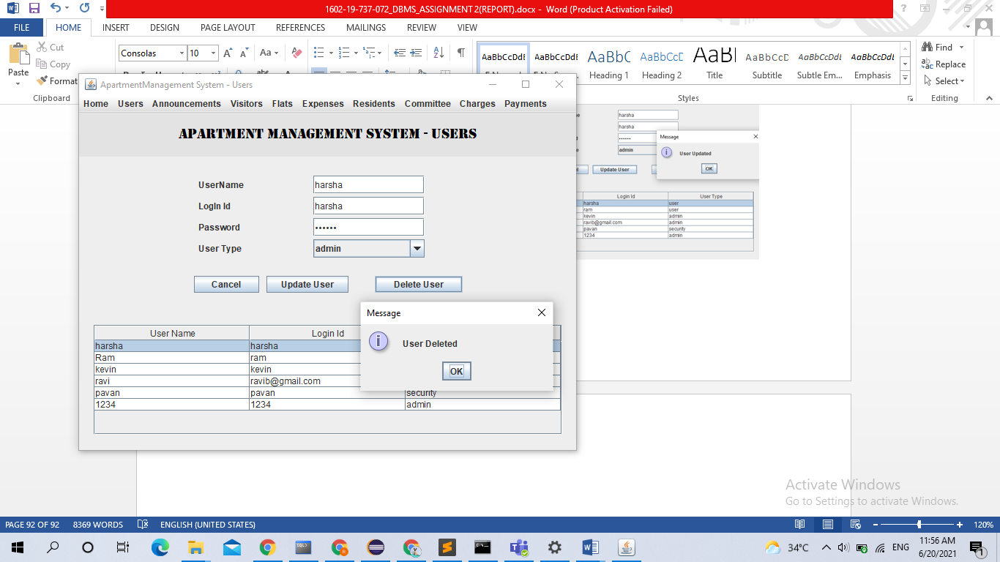 1602-19-737-072_DBMS_ASSIGNMENT 2(REPORT).docx - Word (Product Activation Failed)
FILE HOME INSERT DESIGN PAGE LAYOUT REFERENCES MAILINGS REVIEW VIEW
Paste
Cut
Copy
Format
Clipboard
Consolas 10
AaBbCcDdE AaBbCcDdE AaBbC AaBbCcC AaBl AaBbCcD AaBbCcDdE AaBbCcDdE
Heading 1 Heading 2 Title Subtitle Subtle Em... Emphasis
Styles
Find
Replace
Select
Editing
ApartmentManagement System - Users
Home Users Announcements Visitors Flats Expenses Residents Committee Charges Payments
APARTMENT MANAGEMENT SYSTEM - USERS
UserName harsha
LogIn Id harsha
Password ••••••
User Type admin
Cancel Update User Delete User
Message
User Deleted
OK
User Name Login Id
harsha harsha
Ram ram
kevin kevin
ravi ravib@gmail.com
pavan pavan security
1234 1234 admin
harsha
harsha
••••••
admin
Message
User Updated
OK
Update User
Login Id User Type
harsha user
ram user
kevin admin
ravib@gmail.com admin
pavan security
1234 admin
Activate Windows
Go to Settings to activate Windows.
PAGE 92 OF 92 8369 WORDS ENGLISH (UNITED STATES) 120%
34°C ENG 11:56 AM
6/20/2021
1